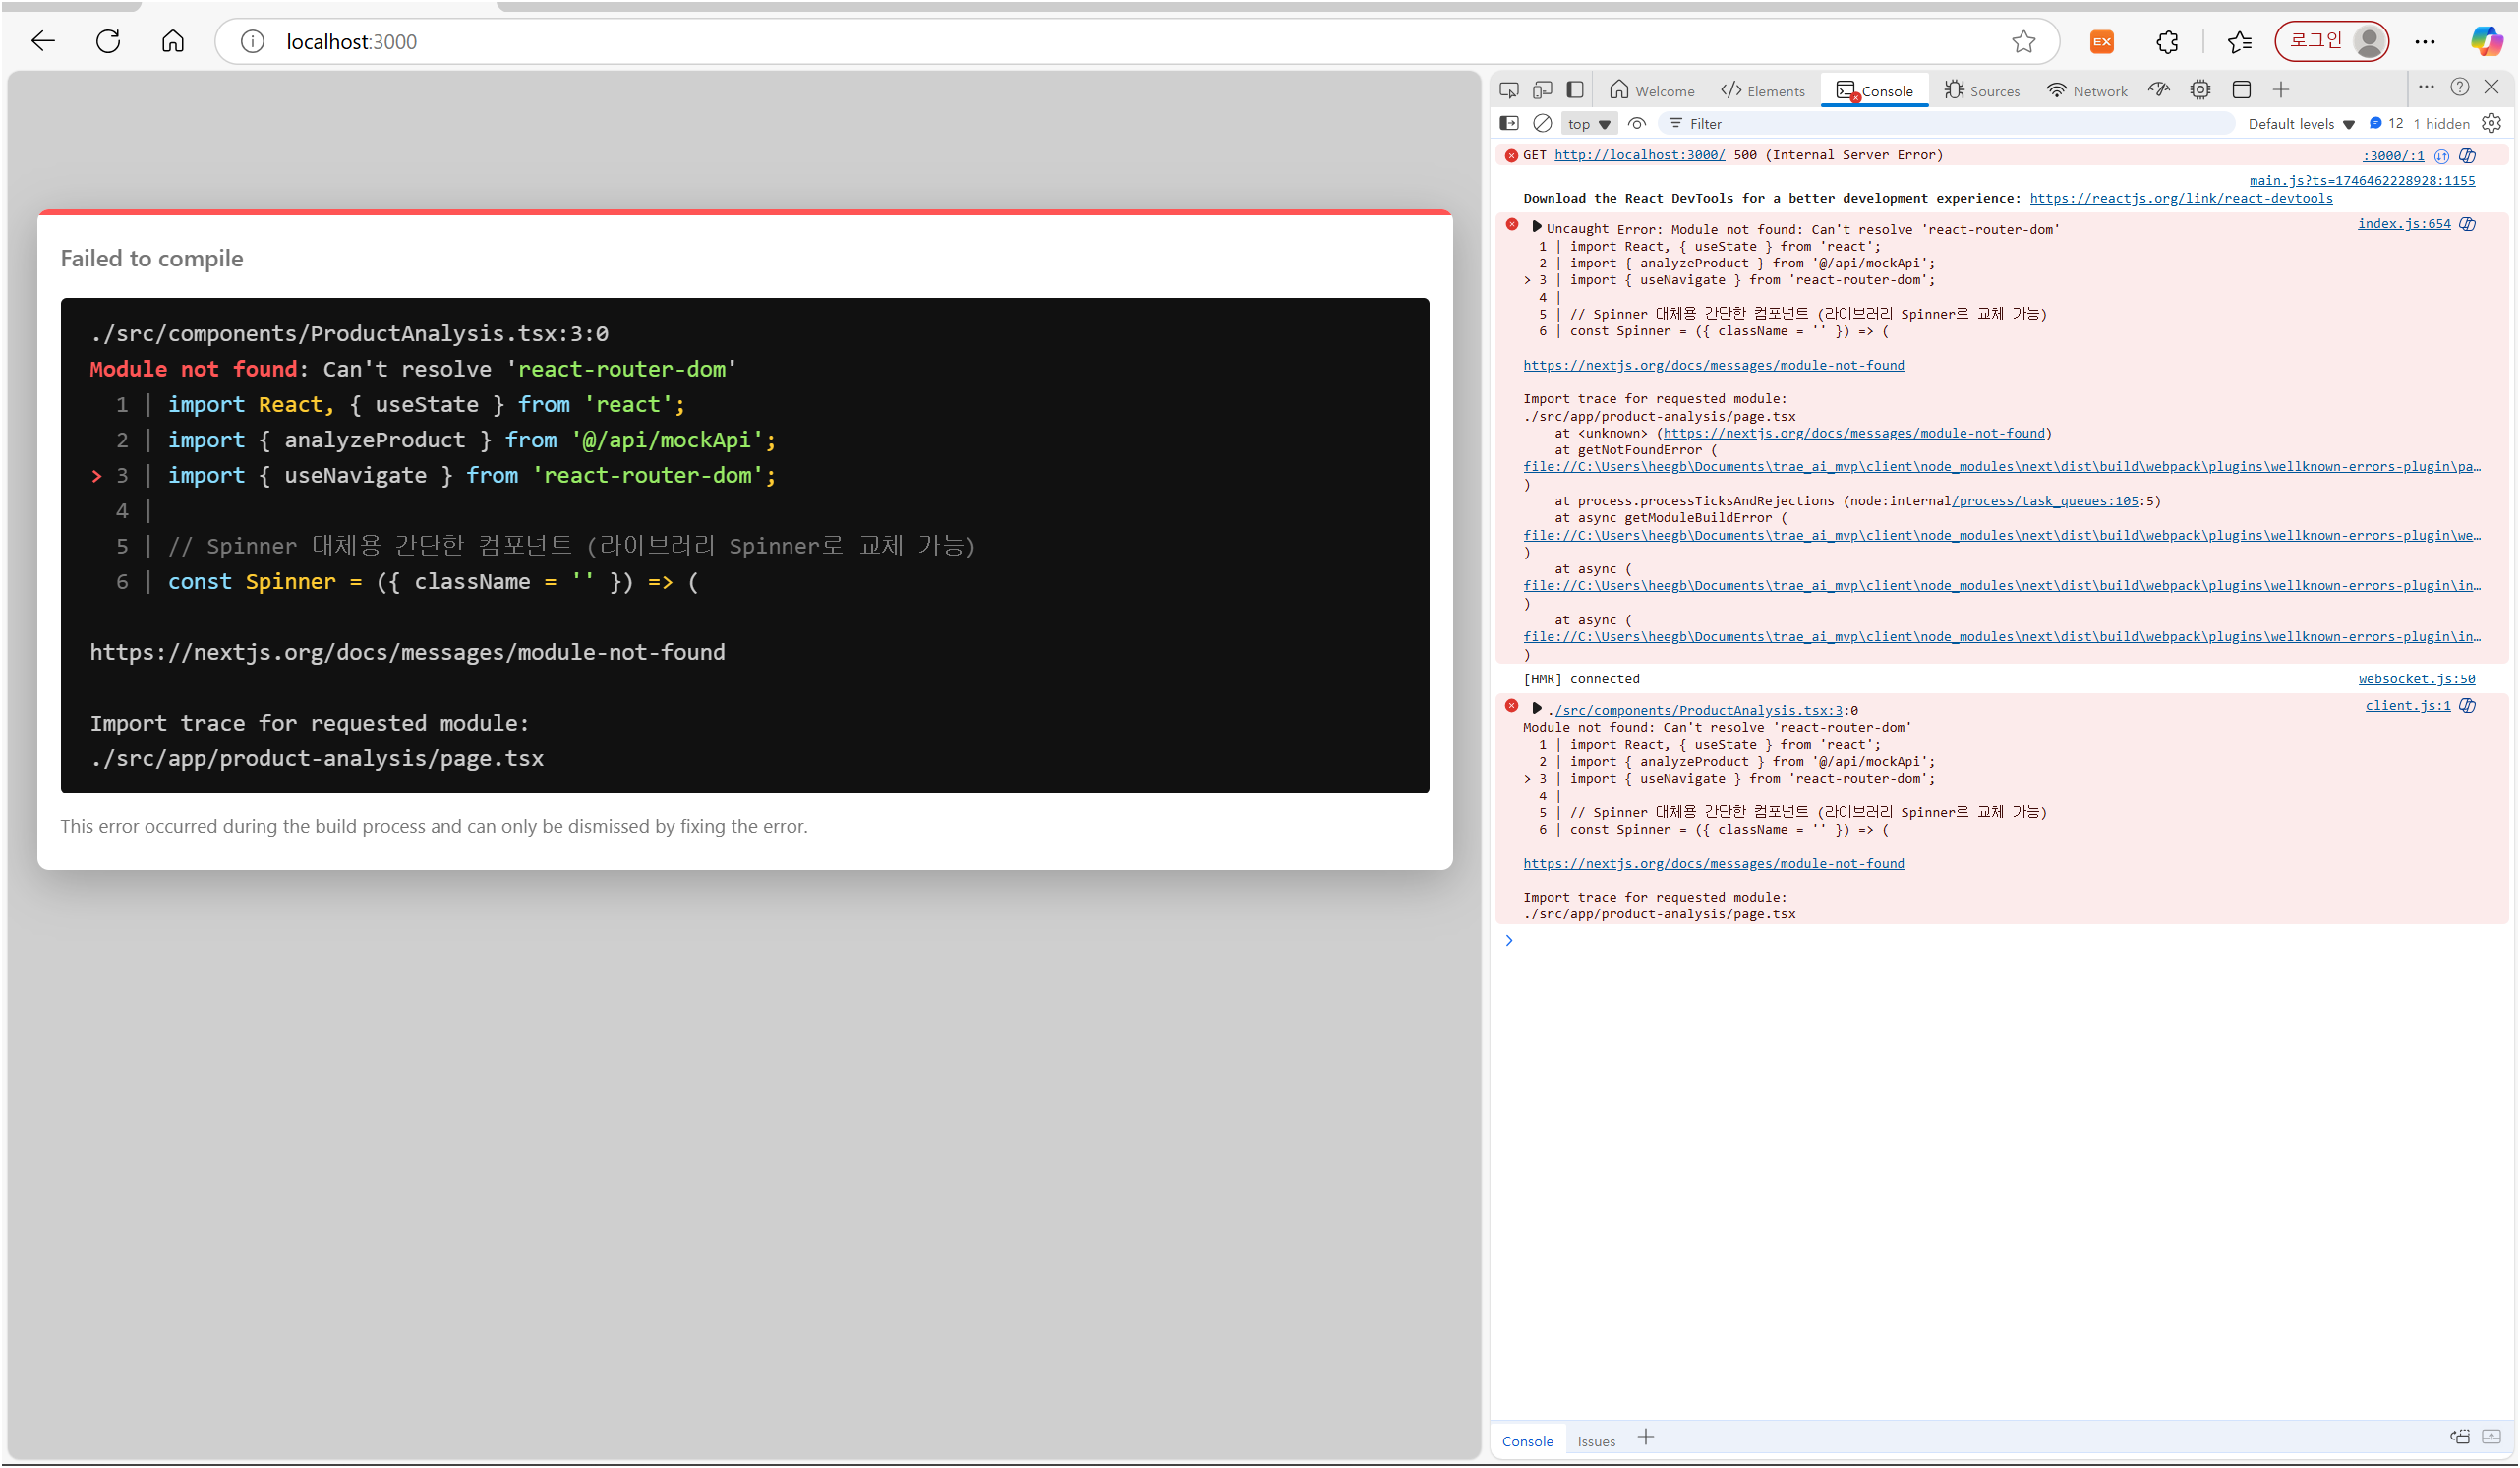 localhost:3000
EX
로그인
Failed to compile
./src/components/ProductAnalysis.tsx:3:0
Module not found: Can't resolve 'react-router-dom'
1 | import React, { useState } from 'react';
2 | import { analyzeProduct } from '@/api/mockApi';
> 3 | import { useNavigate } from 'react-router-dom';
4 |
5 | // Spinner 대체용 간단한 컴포넌트 (라이브러리 Spinner로 교체 가능)
6 | const Spinner = ({ className = '' }) => (
https://nextjs.org/docs/messages/module-not-found
Import trace for requested module:
./src/app/product-analysis/page.tsx
This error occurred during the build process and can only be dismissed by fixing the error.
Welcome
Elements
Console
Sources
Network
top
Filter
Default levels
12
1 hidden
GET http://localhost:3000/ 500 (Internal Server Error) :3000/:1
main.js?ts=1746462228928:1155
Download the React DevTools for a better development experience: https://reactjs.org/link/react-devtools
Uncaught Error: Module not found: Can't resolve 'react-router-dom' index.js:654
1 | import React, { useState } from 'react';
2 | import { analyzeProduct } from '@/api/mockApi';
> 3 | import { useNavigate } from 'react-router-dom';
4 |
5 | // Spinner 대체용 간단한 컴포넌트 (라이브러리 Spinner로 교체 가능)
6 | const Spinner = ({ className = '' }) => (
https://nextjs.org/docs/messages/module-not-found
Import trace for requested module:
./src/app/product-analysis/page.tsx
at <unknown> (https://nextjs.org/docs/messages/module-not-found)
at getNotFoundError (
file://C:\Users\heegb\Documents\trae_ai_mvp\client\node_modules\next\dist\build\webpack\plugins\wellknown-errors-plugin\pa…
)
at process.processTicksAndRejections (node:internal/process/task_queues:105:5)
at async getModuleBuildError (
file://C:\Users\heegb\Documents\trae_ai_mvp\client\node_modules\next\dist\build\webpack\plugins\wellknown-errors-plugin\we…
)
at async (
file://C:\Users\heegb\Documents\trae_ai_mvp\client\node_modules\next\dist\build\webpack\plugins\wellknown-errors-plugin\in…
)
at async (
file://C:\Users\heegb\Documents\trae_ai_mvp\client\node_modules\next\dist\build\webpack\plugins\wellknown-errors-plugin\in…
)
[HMR] connected websocket.js:50
./src/components/ProductAnalysis.tsx:3:0 client.js:1
Module not found: Can't resolve 'react-router-dom'
1 | import React, { useState } from 'react';
2 | import { analyzeProduct } from '@/api/mockApi';
> 3 | import { useNavigate } from 'react-router-dom';
4 |
5 | // Spinner 대체용 간단한 컴포넌트 (라이브러리 Spinner로 교체 가능)
6 | const Spinner = ({ className = '' }) => (
https://nextjs.org/docs/messages/module-not-found
Import trace for requested module:
./src/app/product-analysis/page.tsx
Console
Issues